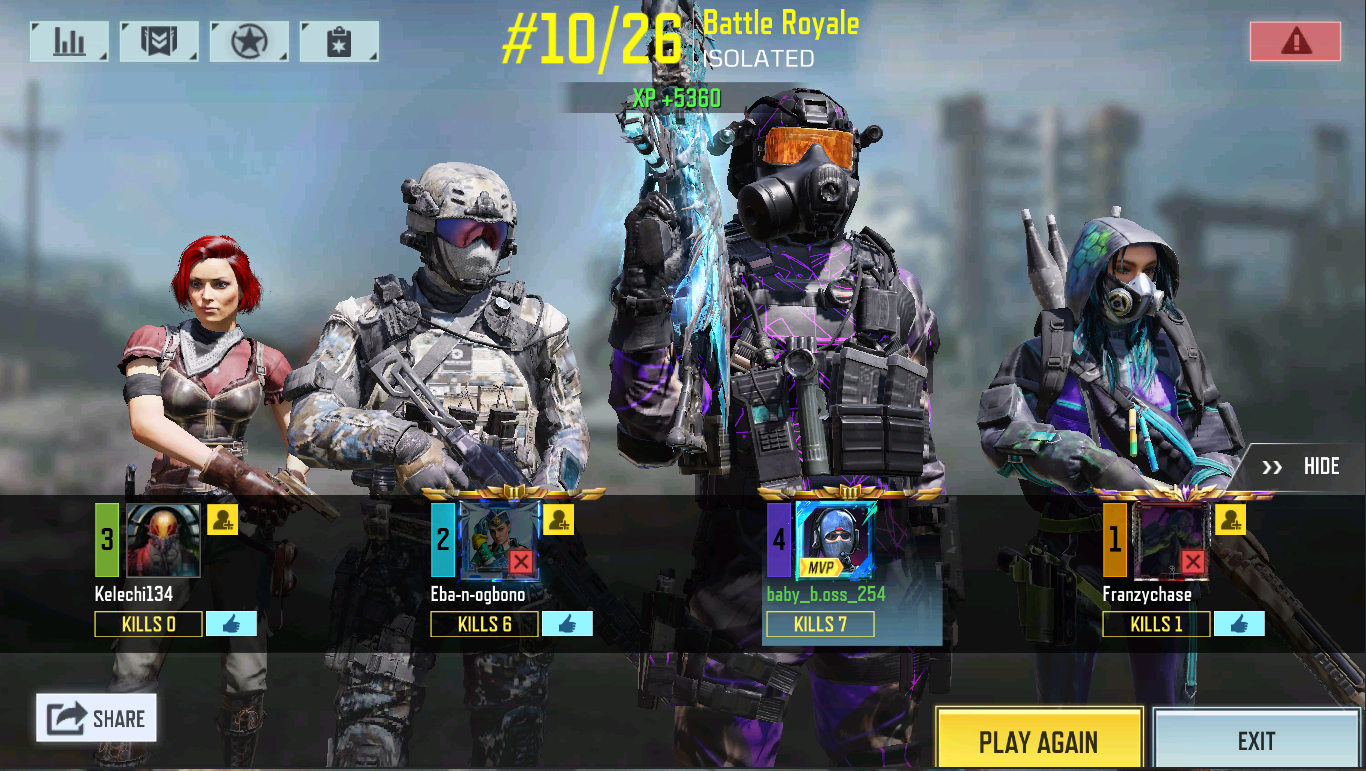 #10/26
Battle Royale
ISOLATED
XP +5360
HIDE
3
2
4
1
MVP
Kelechi134
Eba-n-ogbono
baby_b.oss_254
Franzychase
KILLS 0
KILLS 6
KILLS 7
KILLS 1
SHARE
PLAY AGAIN
EXIT